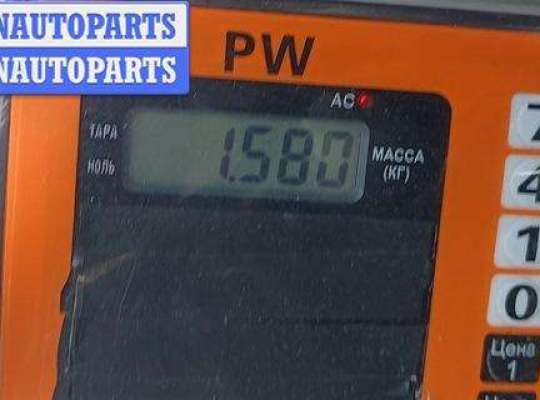 NAUTOPARTS
NAUTOPARTS
PW
AC
ТАРА
НОЛЬ
1.580
МАССА
(КГ)
7
4
1
0
Цена
1